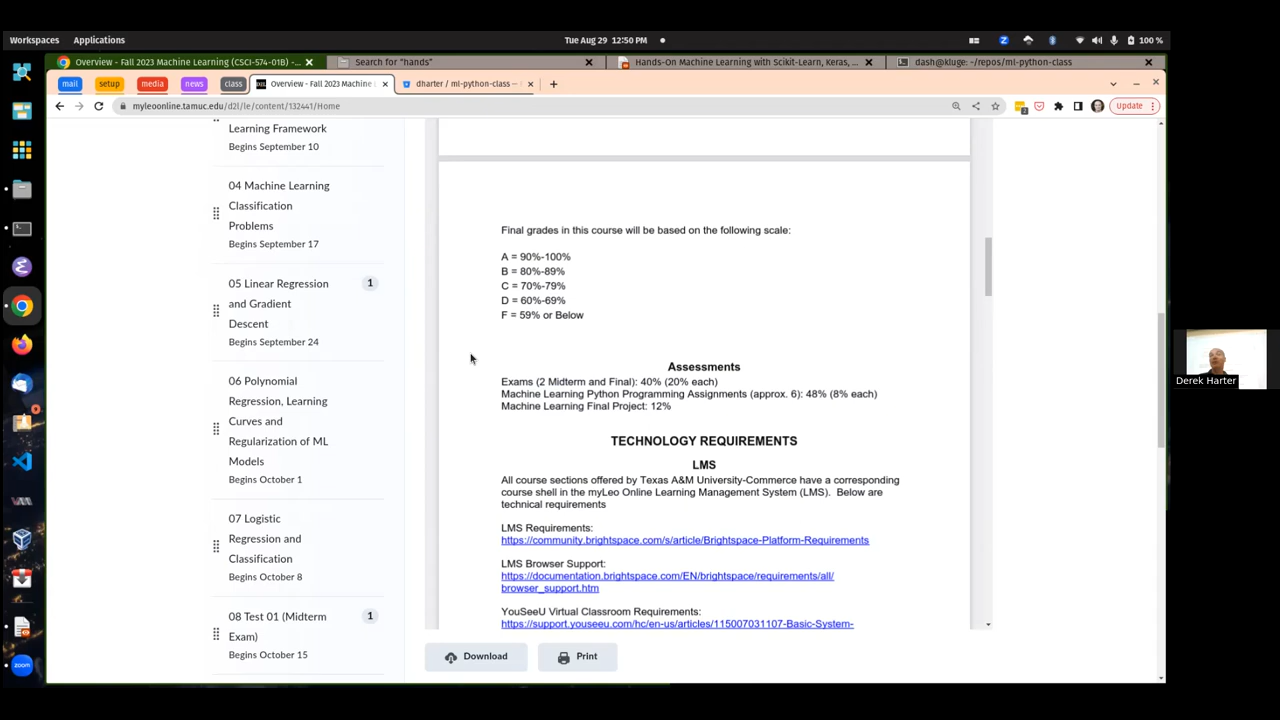 Workspaces Applications Tue Aug 29 12:50 PM 100 %
Overview - Fall 2023 Machine Learning (CSCI-574-01B) - ... Search for "hands" Hands-On Machine Learning with Scikit-Learn, Keras, ... dash@kluge: ~/repos/ml-python-class
mail setup media news class Overview - Fall 2023 Machine L dharter / ml-python-class —
myleoonline.tamuc.edu/d2l/le/content/132441/Home Update
Learning Framework
Begins September 10
04 Machine Learning
Classification
Problems
Begins September 17
05 Linear Regression 1
and Gradient
Descent
Begins September 24
06 Polynomial
Regression, Learning
Curves and
Regularization of ML
Models
Begins October 1
07 Logistic
Regression and
Classification
Begins October 8
08 Test 01 (Midterm 1
Exam)
Begins October 15
Final grades in this course will be based on the following scale:
A = 90%-100%
B = 80%-89%
C = 70%-79%
D = 60%-69%
F = 59% or Below
Assessments
Exams (2 Midterm and Final): 40% (20% each)
Machine Learning Python Programming Assignments (approx. 6): 48% (8% each)
Machine Learning Final Project: 12%
TECHNOLOGY REQUIREMENTS
LMS
All course sections offered by Texas A&M University-Commerce have a corresponding
course shell in the myLeo Online Learning Management System (LMS). Below are
technical requirements
LMS Requirements:
https://community.brightspace.com/s/article/Brightspace-Platform-Requirements
LMS Browser Support:
https://documentation.brightspace.com/EN/brightspace/requirements/all/
browser_support.htm
YouSeeU Virtual Classroom Requirements:
https://support.youseeu.com/hc/en-us/articles/115007031107-Basic-System-
Download Print
zoom
Derek Harter